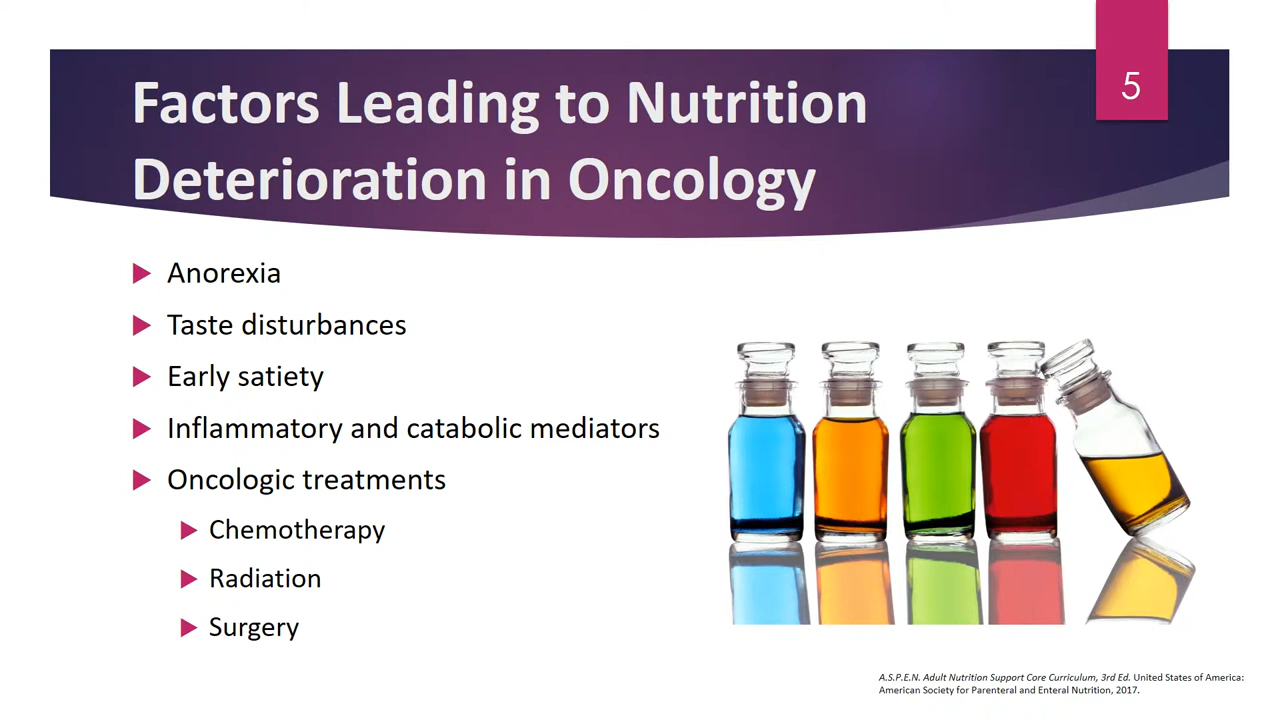 5
Factors Leading to Nutrition
Deterioration in Oncology
Anorexia
Taste disturbances
Early satiety
Inflammatory and catabolic mediators
Oncologic treatments
Chemotherapy
Radiation
Surgery
A.S.P.E.N. Adult Nutrition Support Core Curriculum, 3rd Ed. United States of America:
American Society for Parenteral and Enteral Nutrition, 2017.